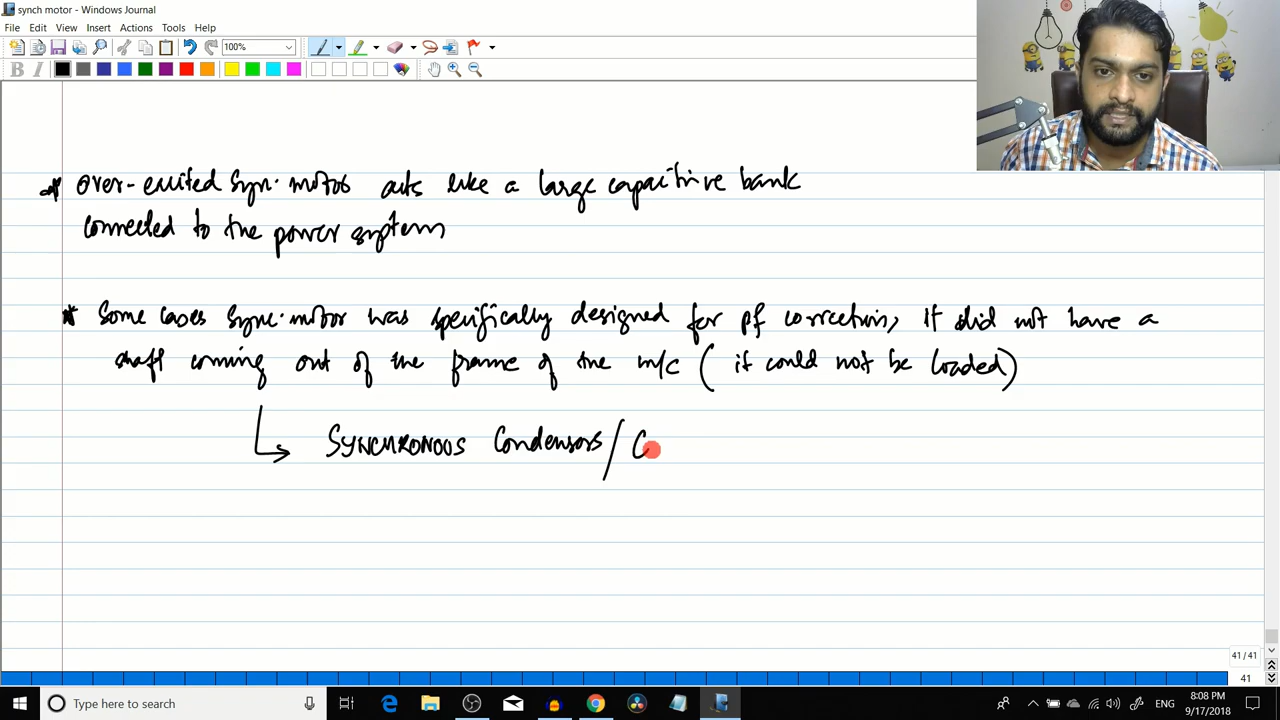 synch motor - Windows Journal
File Edit View Insert Actions Tools Help
100%
B I
* Over-excited Syn. motor acts like a large capacitive bank
connected to the power system
* Some cases Sync. motor was specifically designed for pf correction, it did not have a
shaft coming out of the frame of the m/c (it could not be loaded)
↳ SYNCHRONOUS Condensors / C
41 / 41
41
Type here to search
ENG
8:08 PM
9/17/2018